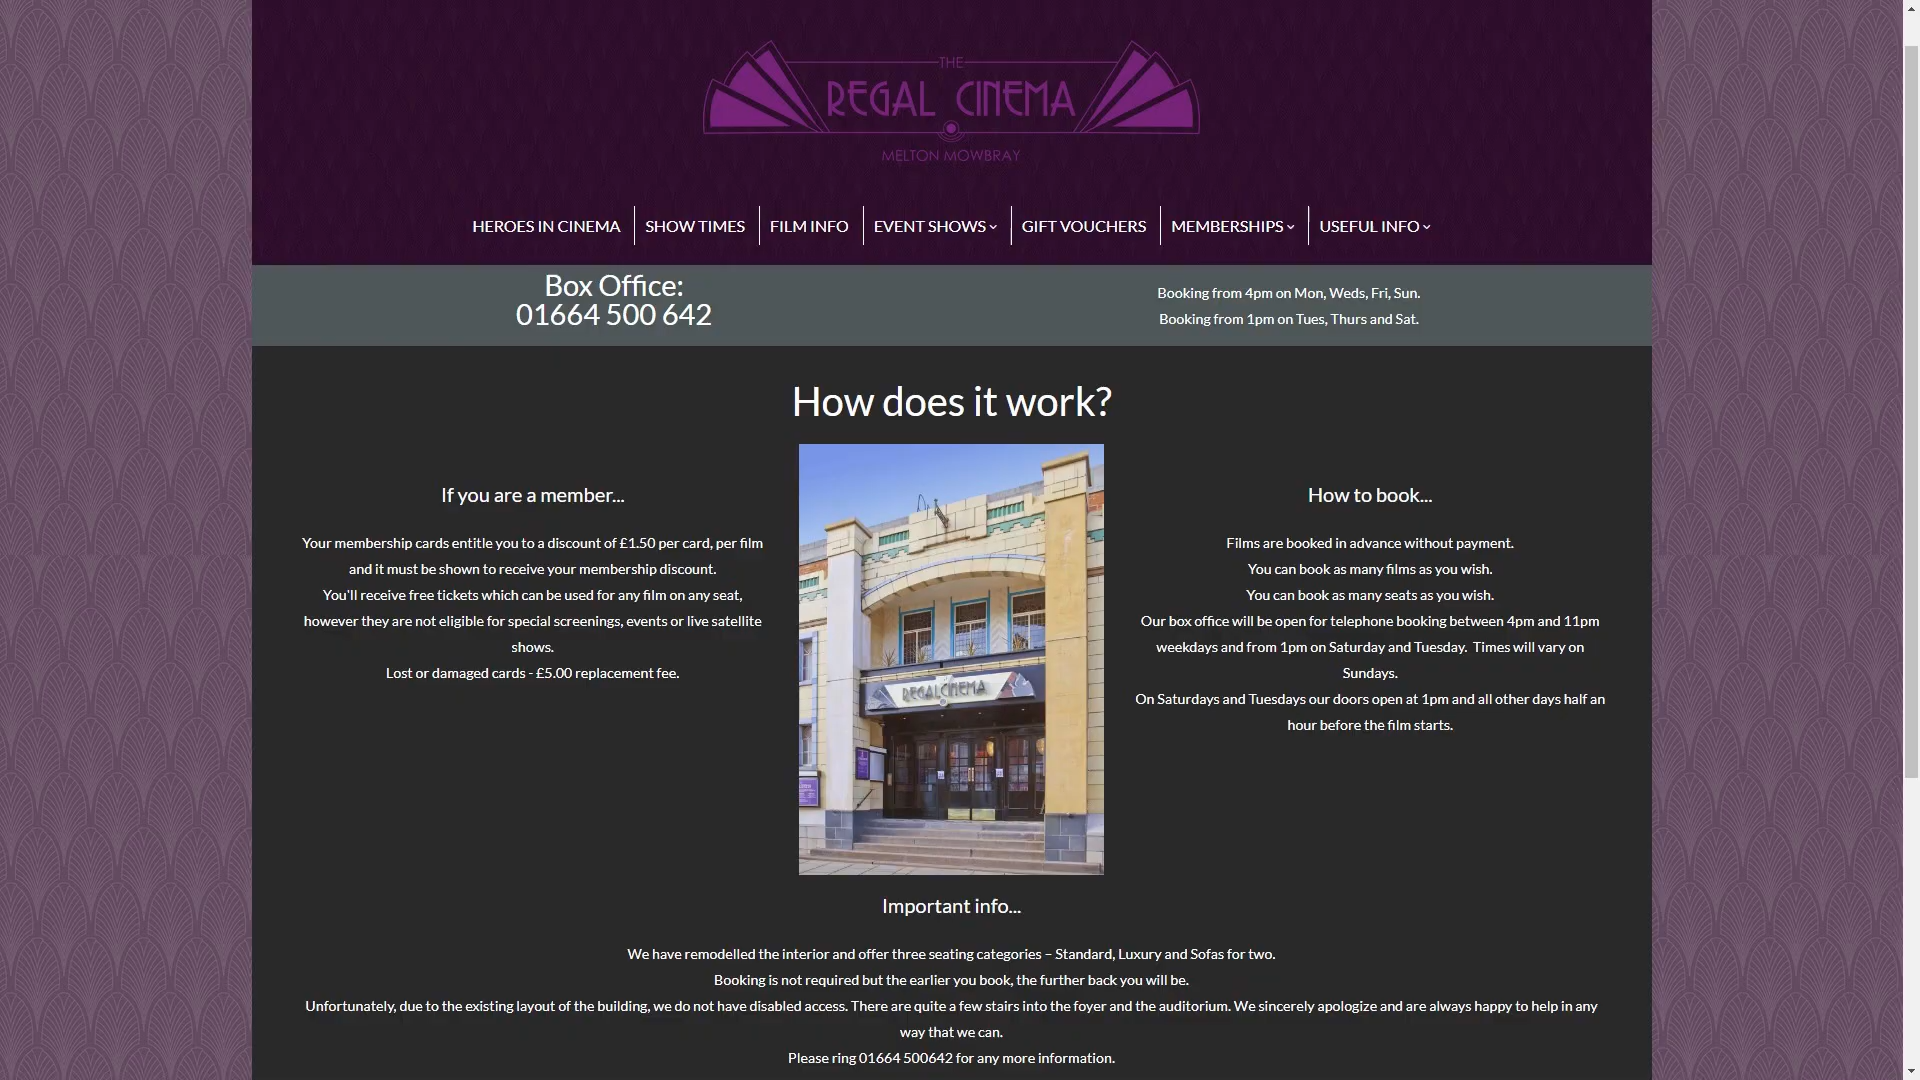 THE
REGAL CINEMA
MELTON MOWBRAY
HEROES IN CINEMA
SHOW TIMES
FILM INFO
EVENT SHOWS
GIFT VOUCHERS
MEMBERSHIPS
USEFUL INFO
Box Office:
01664 500 642
Booking from 4pm on Mon, Weds, Fri, Sun.
Booking from 1pm on Tues, Thurs and Sat.
How does it work?
If you are a member...
Your membership cards entitle you to a discount of £1.50 per card, per film
and it must be shown to receive your membership discount.
You'll receive free tickets which can be used for any film on any seat,
however they are not eligible for special screenings, events or live satellite
shows.
Lost or damaged cards - £5.00 replacement fee.
REGAL CINEMA
How to book...
Films are booked in advance without payment.
You can book as many films as you wish.
You can book as many seats as you wish.
Our box office will be open for telephone booking between 4pm and 11pm
weekdays and from 1pm on Saturday and Tuesday.  Times will vary on
Sundays.
On Saturdays and Tuesdays our doors open at 1pm and all other days half an
hour before the film starts.
Important info...
We have remodelled the interior and offer three seating categories – Standard, Luxury and Sofas for two.
Booking is not required but the earlier you book, the further back you will be.
Unfortunately, due to the existing layout of the building, we do not have disabled access. There are quite a few stairs into the foyer and the auditorium. We sincerely apologize and are always happy to help in any
way that we can.
Please ring 01664 500642 for any more information.